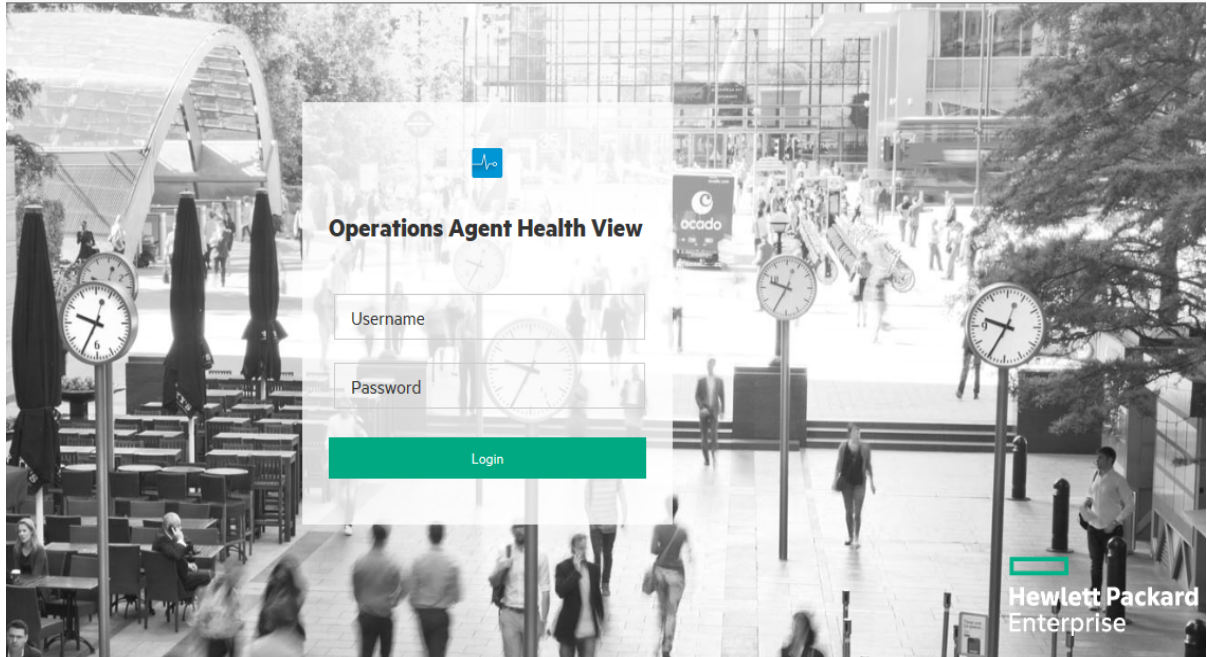 Operations Agent Health View
Username
Password
Login
ocado
Hewlett Packard
Enterprise